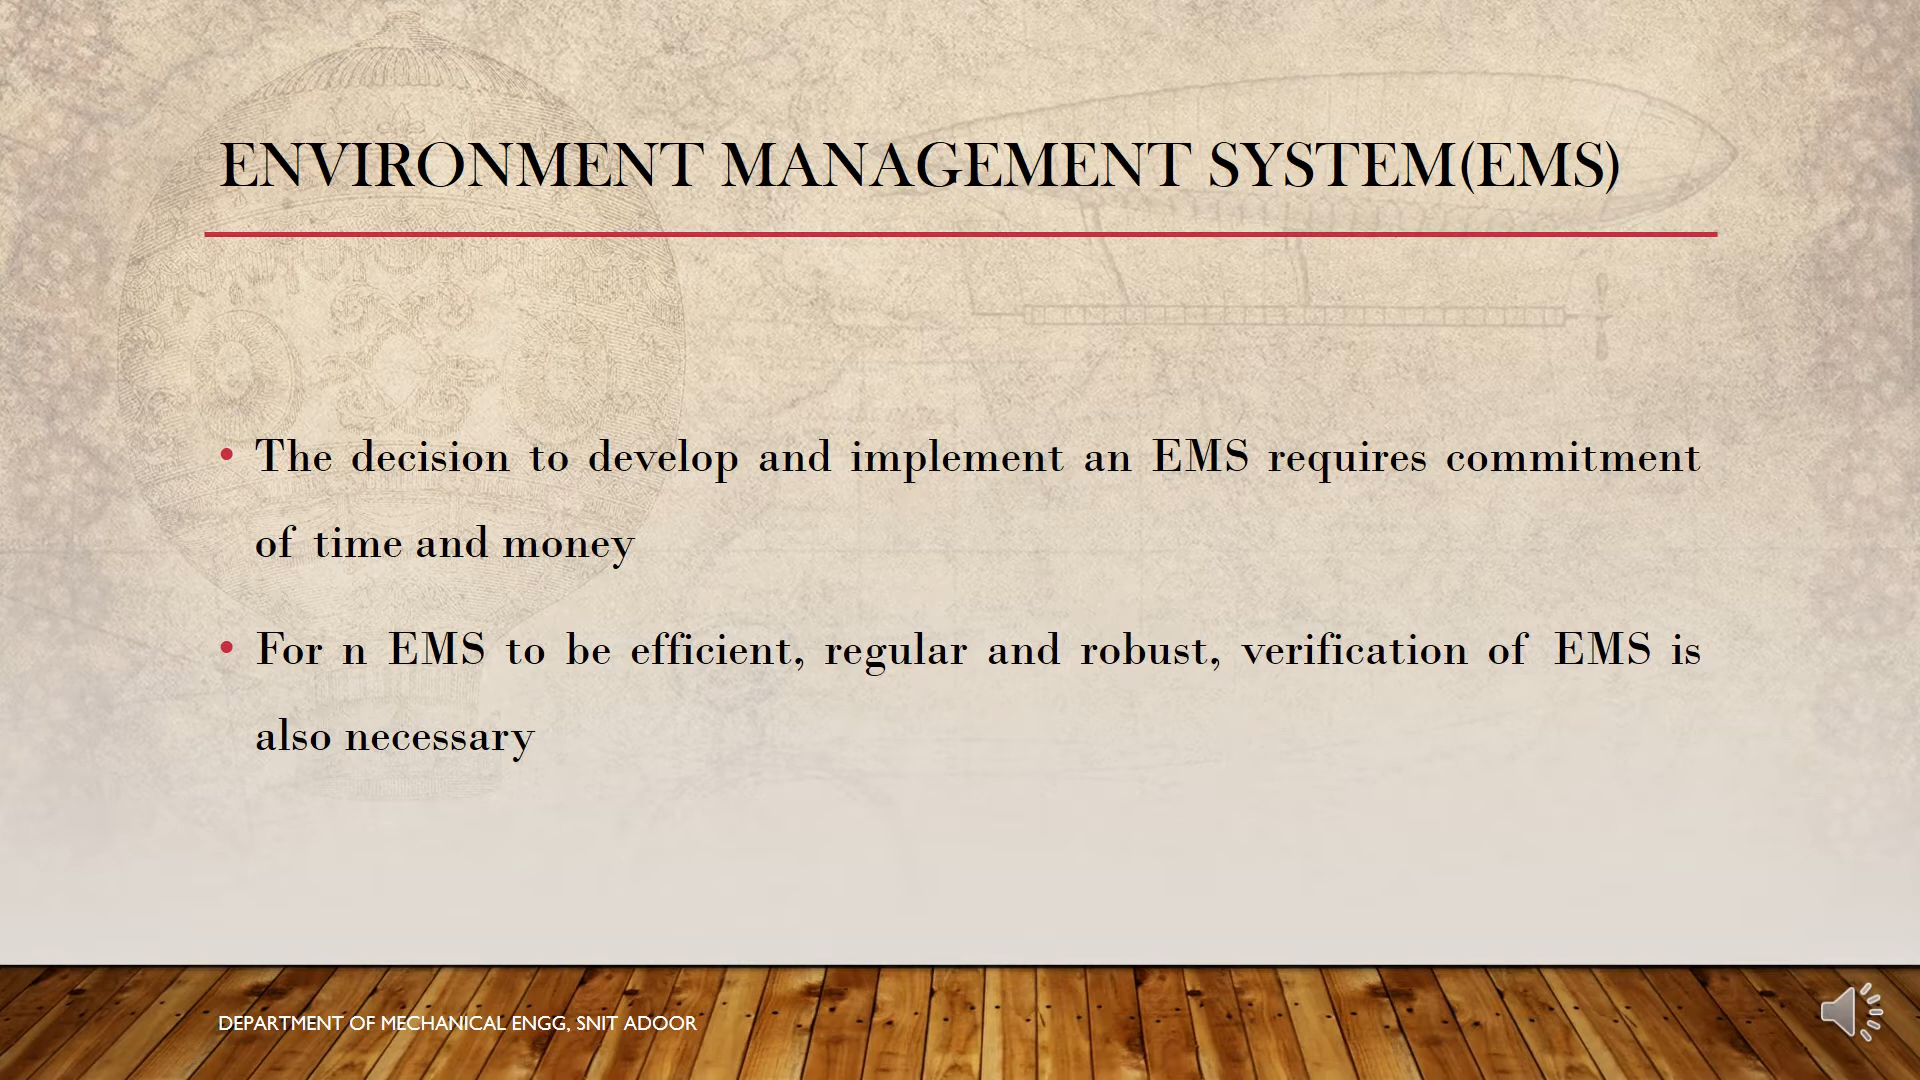 ENVIRONMENT MANAGEMENT SYSTEM(EMS)
• The decision to develop and implement an EMS requires commitment
of time and money
• For n EMS to be efficient, regular and robust, verification of EMS is
also necessary
DEPARTMENT OF MECHANICAL ENGG, SNIT ADOOR